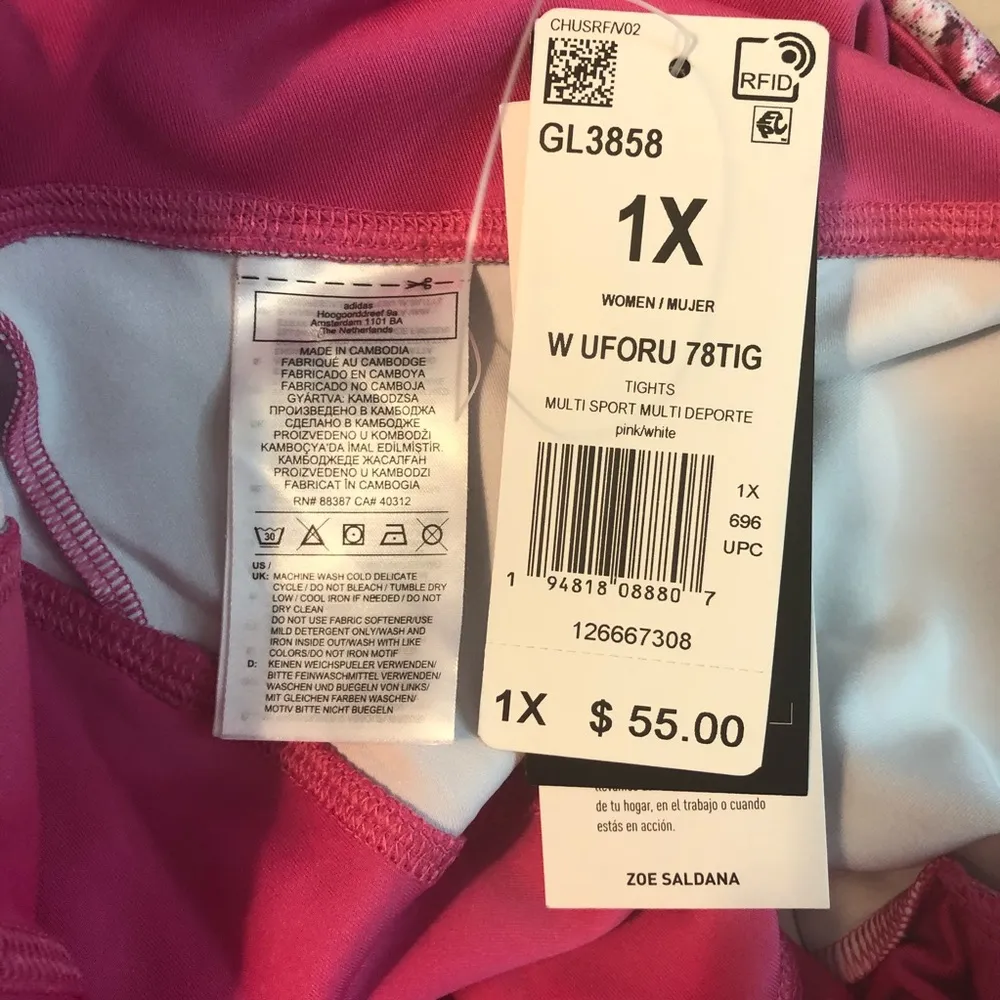 CHUSRF/V02
RFID
GL3858
1X
WOMEN / MUJER
W UFORU 78TIG
TIGHTS
MULTI SPORT MULTI DEPORTE
pink/white
1X
696
UPC
1 94818 08880 7
126667308
1X $ 55.00
de tu hogar, en el trabajo o cuando
estás en acción.
ZOE SALDANA
adidas
Hoogoorddreef 9a
Amsterdam 1101 BA
The Netherlands
MADE IN CAMBODIA
FABRIQUÉ AU CAMBODGE
FABRICADO EN CAMBOYA
FABRICADO NO CAMBOJA
GYÁRTVA: KAMBODZSA
ПРОИЗВЕДЕНО В КАМБОДЖА
СДЕЛАНО В КАМБОДЖЕ
PROIZVEDENO U KOMBODŽI
KAMBOÇYA'DA İMAL EDİLMİŞTİR.
КАМБОДЖЕДЕ ЖАСАЛҒАН
PROIZVEDENO U KAMBODZI
FABRICAT ÎN CAMBOGIA
RN# 88387 CA# 40312
30
US /
UK: MACHINE WASH COLD DELICATE
CYCLE / DO NOT BLEACH / TUMBLE DRY
LOW / COOL IRON IF NEEDED / DO NOT
DRY CLEAN
DO NOT USE FABRIC SOFTENER/USE
MILD DETERGENT ONLY/WASH AND
IRON INSIDE OUT/WASH WITH LIKE
COLORS/DO NOT IRON MOTIF
D: KEINEN WEICHSPUELER VERWENDEN/
BITTE FEINWASCHMITTEL VERWENDEN/
WASCHEN UND BUEGELN VON LINKS/
MIT GLEICHEN FARBEN WASCHEN/
MOTIV BITTE NICHT BUEGELN